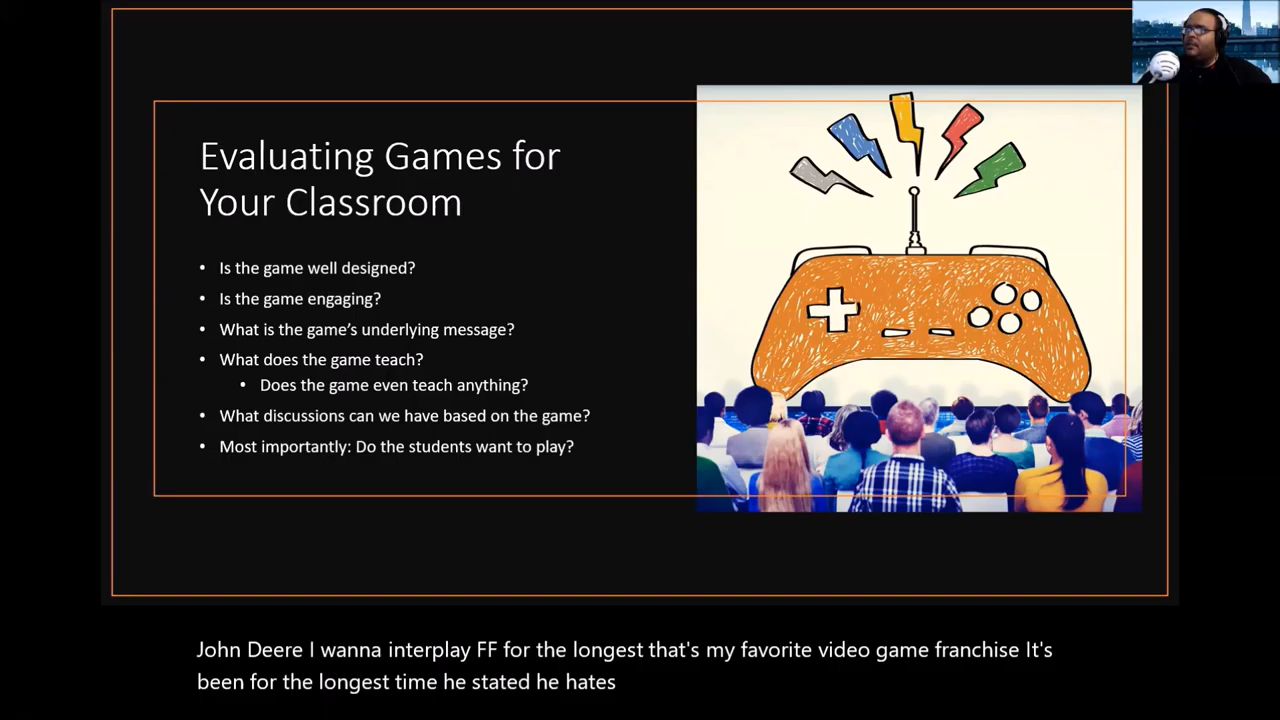 Evaluating Games for
Your Classroom
• Is the game well designed?
• Is the game engaging?
• What is the game's underlying message?
• What does the game teach?
• Does the game even teach anything?
• What discussions can we have based on the game?
• Most importantly: Do the students want to play?
John Deere I wanna interplay FF for the longest that's my favorite video game franchise It's
been for the longest time he stated he hates